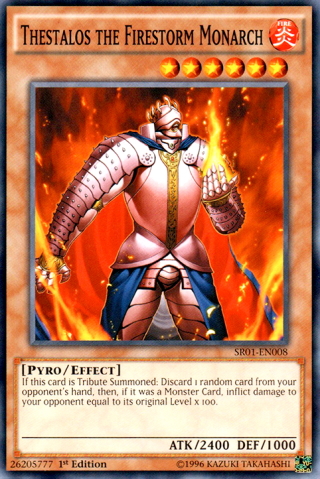 THESTALOS THE FIRESTORM MONARCH
FIRE
炎
SR01-EN008
[PYRO/EFFECT]
If this card is Tribute Summoned: Discard 1 random card from your
opponent's hand, then, if it was a Monster Card, inflict damage to
your opponent equal to its original Level x 100.
ATK/2400 DEF/1000
26205777 1st Edition ©1996 KAZUKI TAKAHASHI